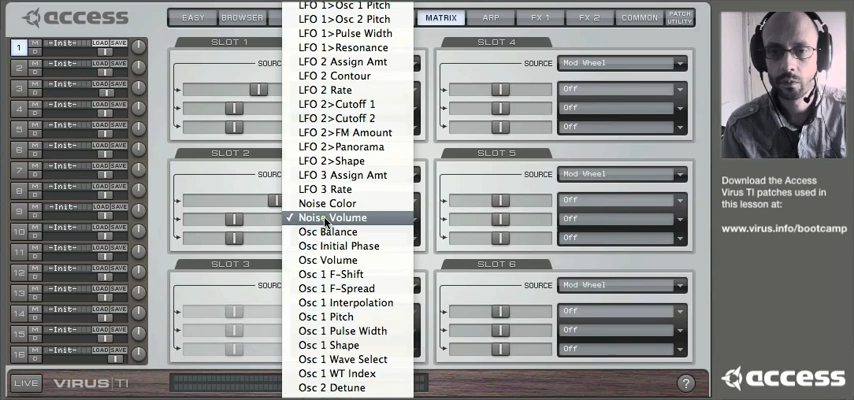 access
EASY
BROWSER
MATRIX
ARP
FX 1
FX 2
COMMON
PATCH
UTILITY
1 M D -Init- LOAD SAVE
2 M D -Init- LOAD SAVE
3 M D -Init- LOAD SAVE
4 M D -Init- LOAD SAVE
5 M D -Init- LOAD SAVE
6 M D -Init- LOAD SAVE
7 M D -Init- LOAD SAVE
8 M D -Init- LOAD SAVE
9 M D -Init- LOAD SAVE
10 M D -Init- LOAD SAVE
11 M D -Init- LOAD SAVE
12 M D -Init- LOAD SAVE
13 M D -Init- LOAD SAVE
14 M D -Init- LOAD SAVE
15 M D -Init- LOAD SAVE
16 M D -Init- LOAD SAVE
SLOT 1
SOURC
SLOT 2
SOURC
SLOT 3
SOURC
LFO 1>Osc 1 Pitch
LFO 1>Osc 2 Pitch
LFO 1>Pulse Width
LFO 1>Resonance
LFO 2 Assign Amt
LFO 2 Contour
LFO 2 Rate
LFO 2>Cutoff 1
LFO 2>Cutoff 2
LFO 2>FM Amount
LFO 2>Panorama
LFO 2>Shape
LFO 3 Assign Amt
LFO 3 Rate
Noise Color
✓ Noise Volume
Osc Balance
Osc Initial Phase
Osc Volume
Osc 1 F-Shift
Osc 1 F-Spread
Osc 1 Interpolation
Osc 1 Pitch
Osc 1 Pulse Width
Osc 1 Shape
Osc 1 Wave Select
Osc 1 WT Index
Osc 2 Detune
SLOT 4
SOURCE Mod Wheel
Off
Off
Off
SLOT 5
SOURCE Mod Wheel
Off
Off
Off
SLOT 6
SOURCE Mod Wheel
Off
Off
Off
LIVE
VIRUS TI
?
Download the Access
Virus TI patches used in
this lesson at:
www.virus.info/bootcamp
access